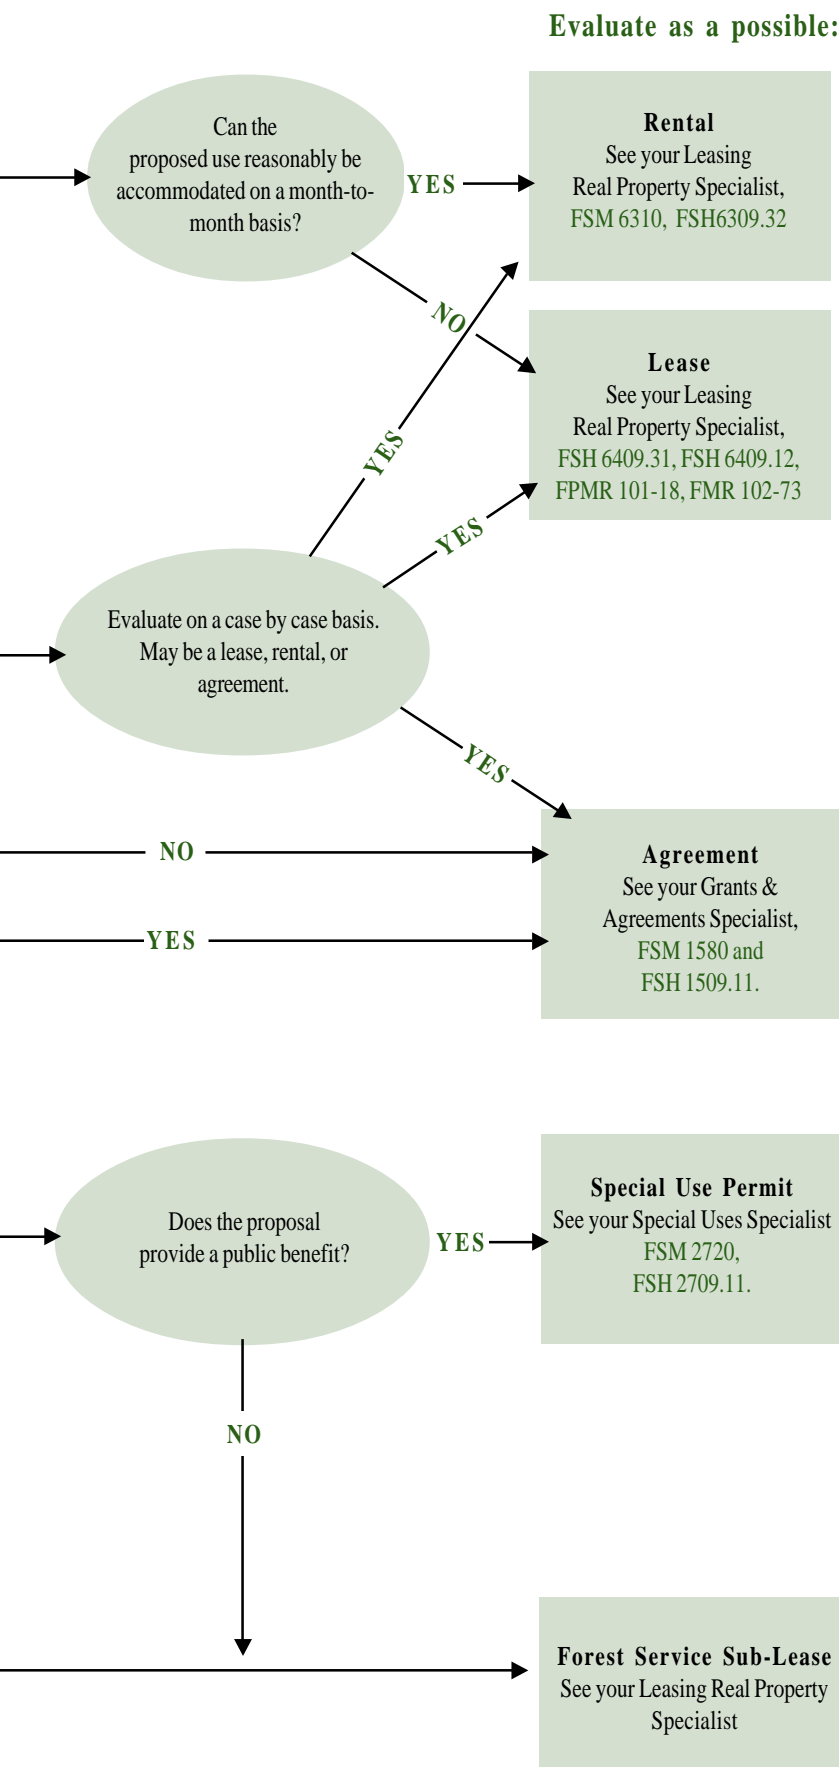 Evaluate as a possible:
Can the
proposed use reasonably be
accommodated on a month-to-
month basis?
YES
Rental
See your Leasing
Real Property Specialist,
FSM 6310, FSH6309.32
NO
Lease
See your Leasing
Real Property Specialist,
FSH 6409.31, FSH 6409.12,
FPMR 101-18, FMR 102-73
YES
YES
Evaluate on a case by case basis.
May be a lease, rental, or
agreement.
YES
NO
YES
Agreement
See your Grants &
Agreements Specialist,
FSM 1580 and
FSH 1509.11.
Does the proposal
provide a public benefit?
YES
Special Use Permit
See your Special Uses Specialist
FSM 2720,
FSH 2709.11.
NO
Forest Service Sub-Lease
See your Leasing Real Property
Specialist